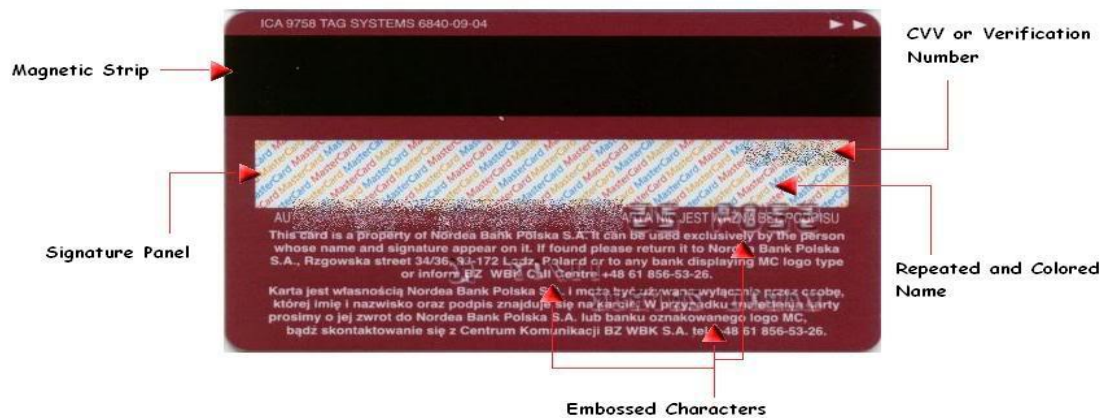 ICA 9758 TAG SYSTEMS 6840-09-04
CVV or Verification
Number
Magnetic Strip
MasterCard MasterCard MasterCard MasterCard
JEST WAŻNA BEZ PODPISU
This card is a property of Nordea Bank Polska S.A. It can be used exclusively by the person
whose name and signature appear on it. If found please return it to Nordea Bank Polska
S.A., Rzgowska street 34/36, 172 Lodz, Poland or to any bank displaying MC logo type
or inform BZ WBK Call Centre +48 61 856-53-26.
Signature Panel
Repeated and Colored
Name
Karta jest własnością Nordea Bank Polska S.A. i może być używana wyłącznie przez osobę,
której imię i nazwisko oraz podpis znajduje się na karcie. W przypadku karty
prosimy o jej zwrot do Nordea Bank Polska S.A. lub banku oznakowanego logo MC,
bądź skontaktowanie się z Centrum Komunikacji BZ WBK S.A. tel. +48 61 856-53-26.
Embossed Characters